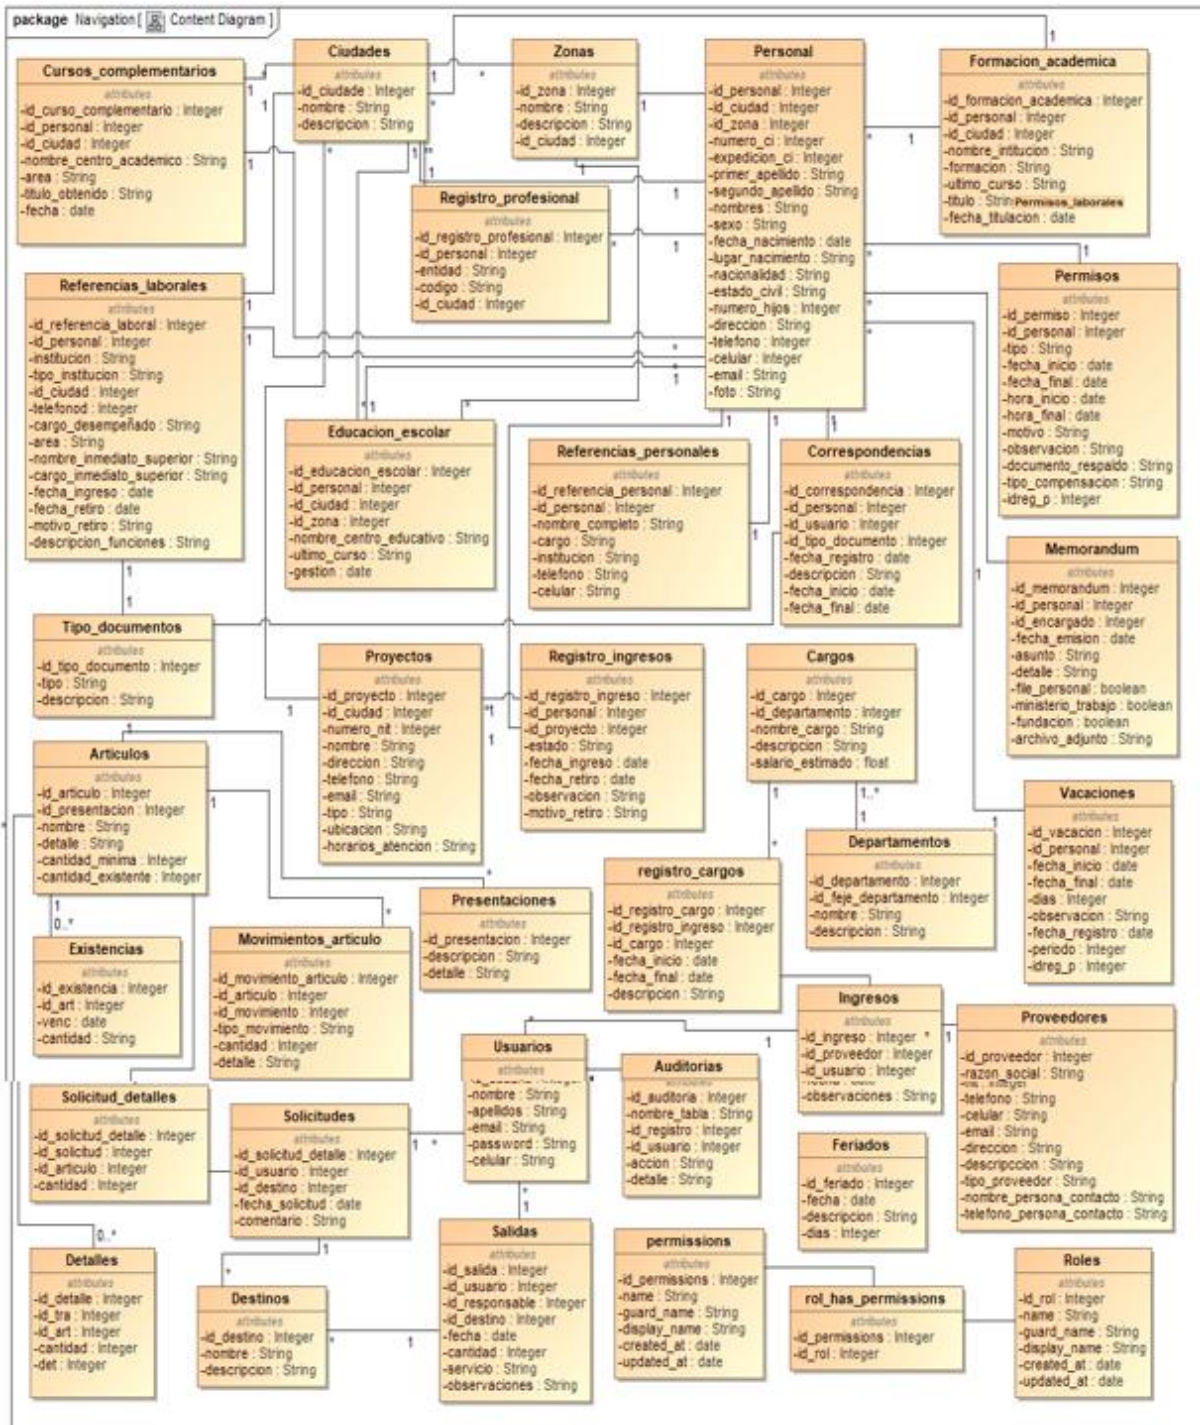 package Navigation [ Content Diagram ]
Cursos_complementarios
attributes
-id_curso_complementario : Integer
-id_personal : Integer
-id_ciudad : Integer
-nombre_centro_academico : String
-area : String
-titulo_obtenido : String
-fecha : date
Ciudades
attributes
-id_ciudade : Integer
-nombre : String
-descripcion : String
Zonas
attributes
-id_zona : Integer
-nombre : String
-descripcion : String
-id_ciudad : Integer
Personal
attributes
-id_personal : Integer
-id_ciudad : Integer
-id_zona : Integer
-numero_ci : Integer
-expedicion_ci : Integer
-primer_apellido : String
-segundo_apellido : String
-nombres : String
-sexo : String
-fecha_nacimiento : date
-lugar_nacimiento : String
-nacionalidad : String
-estado_civil : String
-numero_hijos : Integer
-direccion : String
-telefono : Integer
-celular : Integer
-email : String
-foto : String
Formacion_academica
attributes
-id_formacion_academica : Integer
-id_personal : Integer
-id_ciudad : Integer
-nombre_intitucion : String
-formacion : String
-ultimo_curso : String
-titulo : Strin Permisos_laborales
-fecha_titulacion : date
Registro_profesional
attributes
-id_registro_profesional : Integer
-id_personal : Integer
-entidad : String
-codigo : String
-id_ciudad : Integer
Referencias_laborales
attributes
-id_referencia_laboral : Integer
-id_personal : Integer
-institucion : String
-tipo_institucion : String
-id_ciudad : Integer
-telefonod : Integer
-cargo_desempeñado : String
-area : String
-nombre_inmediato_superior : String
-cargo_inmediato_superior : String
-fecha_ingreso : date
-fecha_retiro : date
-motivo_retiro : String
-descripcion_funciones : String
Permisos
attributes
-id_permiso : Integer
-id_personal : Integer
-tipo : String
-fecha_inicio : date
-fecha_final : date
-hora_inicio : date
-hora_final : date
-motivo : String
-observacion : String
-documento_respaldo : String
-tipo_compensacion : String
-idreg_p : Integer
Educacion_escolar
attributes
-id_educacion_escolar : Integer
-id_personal : Integer
-id_ciudad : Integer
-id_zona : Integer
-nombre_centro_educativo : String
-ultimo_curso : String
-gestion : date
Referencias_personales
attributes
-id_referencia_personal : Integer
-id_personal : Integer
-nombre_completo : String
-cargo : String
-institucion : String
-telefono : String
-celular : String
Correspondencias
attributes
-id_correspondencia : Integer
-id_personal : Integer
-id_usuario : Integer
-id_tipo_documento : Integer
-fecha_registro : date
-descripcion : String
-fecha_inicio : date
-fecha_final : date
Memorandum
attributes
-id_memorandum : Integer
-id_personal : Integer
-id_encargado : Integer
-fecha_emision : date
-asunto : String
-detalle : String
-file_personal : boolean
-ministerio_trabajo : boolean
-fundacion : boolean
-archivo_adjunto : String
Tipo_documentos
attributes
-id_tipo_documento : Integer
-tipo : String
-descripcion : String
Proyectos
attributes
-id_proyecto : Integer
-id_ciudad : Integer
-numero_nit : Integer
-nombre : String
-direccion : String
-telefono : String
-email : String
-tipo : String
-ubicacion : String
-horarios_atencion : String
Registro_ingresos
attributes
-id_registro_ingreso : Integer
-id_personal : Integer
-id_proyecto : Integer
-estado : String
-fecha_ingreso : date
-fecha_retiro : date
-observacion : String
-motivo_retiro : String
Cargos
attributes
-id_cargo : Integer
-id_departamento : Integer
-nombre_cargo : String
-descripcion : String
-salario_estimado : float
Articulos
attributes
-id_articulo : Integer
-id_presentacion : Integer
-nombre : String
-detalle : String
-cantidad_minima : Integer
-cantidad_existente : Integer
Vacaciones
attributes
-id_vacacion : Integer
-id_personal : Integer
-fecha_inicio : date
-fecha_final : date
-dias : Integer
-observacion : String
-fecha_registro : date
-periodo : Integer
-idreg_p : Integer
Departamentos
attributes
-id_departamento : Integer
-id_feje_departamento : Integer
-nombre : String
-descripcion : String
registro_cargos
attributes
-id_registro_cargo : Integer
-id_registro_ingreso : Integer
-id_cargo : Integer
-fecha_inicio : date
-fecha_final : date
-descripcion : String
Presentaciones
attributes
-id_presentacion : Integer
-descripcion : String
-detalle : String
Existencias
attributes
-id_existencia : Integer
-id_art : Integer
-venc : date
-cantidad : String
Movimientos_articulo
attributes
-id_movimiento_articulo : Integer
-id_articulo : Integer
-id_movimiento : Integer
-tipo_movimiento : String
-cantidad : Integer
-detalle : String
Ingresos
attributes
-id_ingreso : Integer
-id_proveedor : Integer
-id_usuario : Integer
-observaciones : String
Proveedores
attributes
-id_proveedor : Integer
-razon_social : String
-telefono : String
-celular : String
-email : String
-direccion : String
-descripccion : String
-tipo_proveedor : String
-nombre_persona_contacto : String
-telefono_persona_contacto : String
Usuarios
attributes
-nombre : String
-apellidos : String
-email : String
-password : String
-celular : String
Auditorias
attributes
-id_auditoria : Integer
-nombre_tabla : String
-id_registro : Integer
-id_usuario : Integer
-accion : String
-detalle : String
Solicitud_detalles
attributes
-id_solicitud_detalle : Integer
-id_solicitud : Integer
-id_articulo : Integer
-cantidad : Integer
Solicitudes
attributes
-id_solicitud_detalle : Integer
-id_usuario : Integer
-id_destino : Integer
-fecha_solicitud : date
-comentario : String
Feriados
attributes
-id_feriado : Integer
-fecha : date
-descripcion : String
-dias : Integer
Salidas
attributes
-id_salida : Integer
-id_usuario : Integer
-id_responsable : Integer
-id_destino : Integer
-fecha : date
-cantidad : Integer
-servicio : String
-observaciones : String
Detalles
attributes
-id_detalle : Integer
-id_tra : Integer
-id_art : Integer
-cantidad : Integer
-det : Integer
Destinos
attributes
-id_destino : Integer
-nombre : String
-descripcion : String
permissions
attributes
-id_permissions : Integer
-name : String
-guard_name : String
-display_name : String
-created_at : date
-updated_at : date
rol_has_permissions
attributes
-id_permissions : Integer
-id_rol : Integer
Roles
attributes
-id_rol : Integer
-name : String
-guard_name : String
-display_name : String
-created_at : date
-updated_at : date